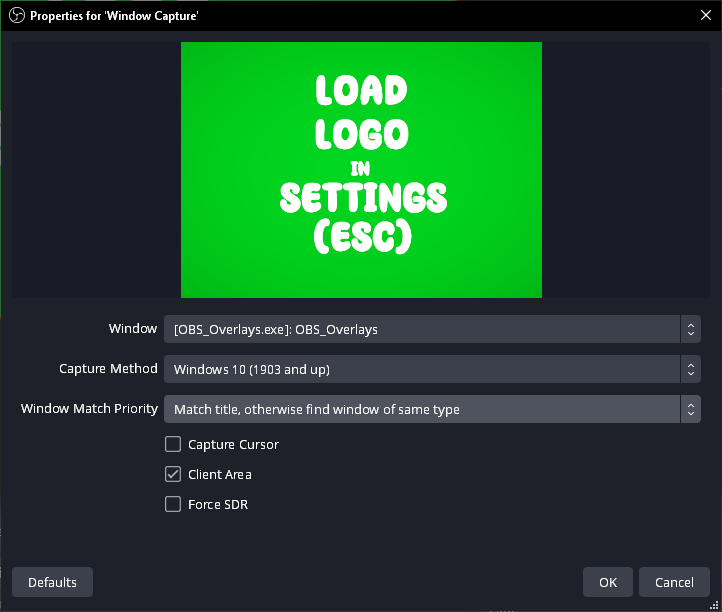 Properties for 'Window Capture'
LOAD
LOGO
IN
SETTINGS
(ESC)
Window
[OBS_Overlays.exe]: OBS_Overlays
Capture Method
Windows 10 (1903 and up)
Window Match Priority
Match title, otherwise find window of same type
Capture Cursor
Client Area
Force SDR
Defaults
OK
Cancel